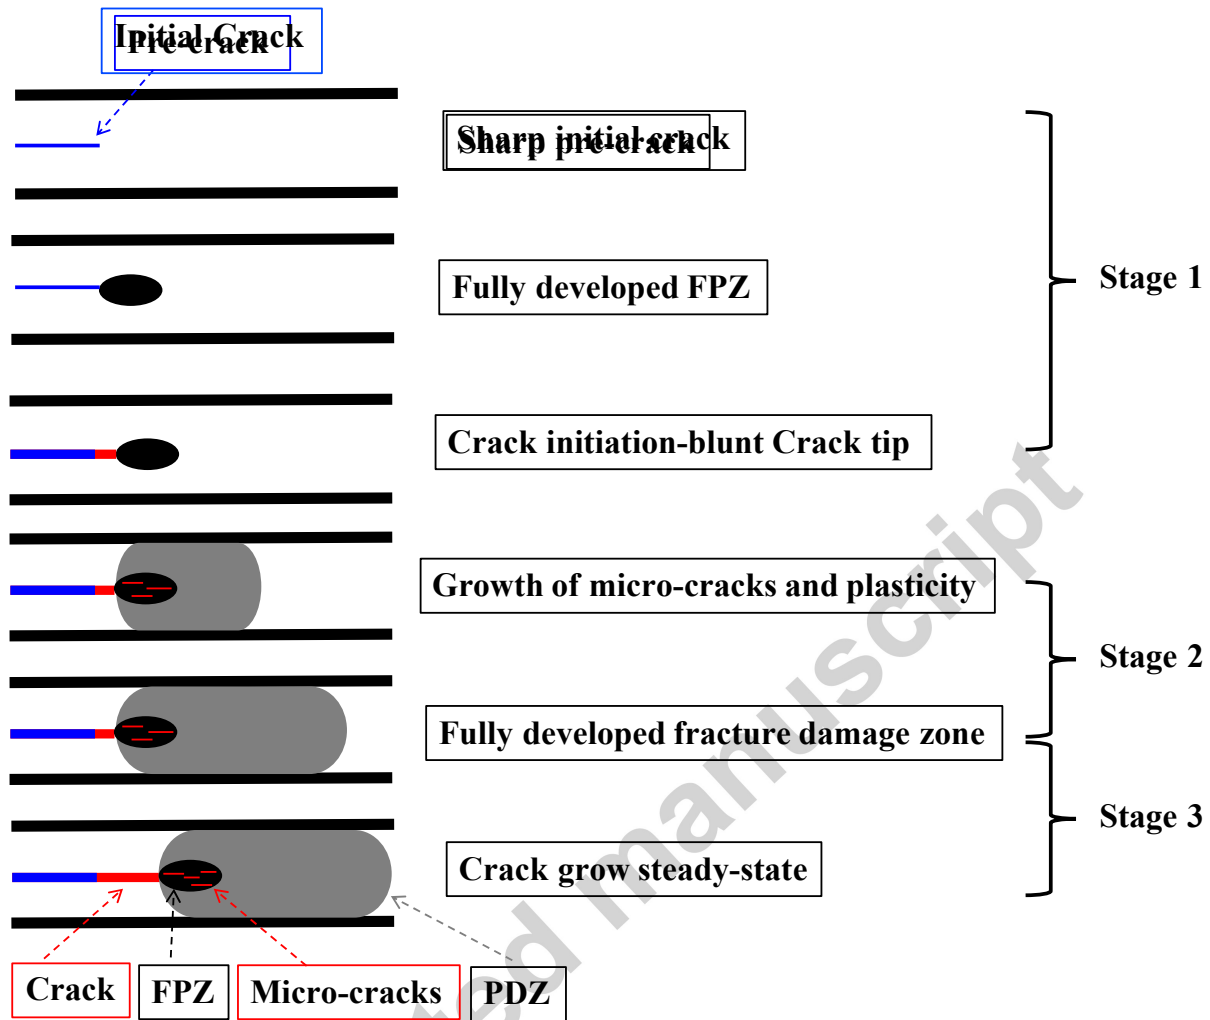 Initial Crack
Pre-crack
Sharp initial crack
Sharp pre-crack
Stage 1
Fully developed FPZ
Crack initiation-blunt Crack tip
Growth of micro-cracks and plasticity
Stage 2
Fully developed fracture damage zone
Stage 3
Crack grow steady-state
Crack
FPZ
Micro-cracks
PDZ
ted manuscript